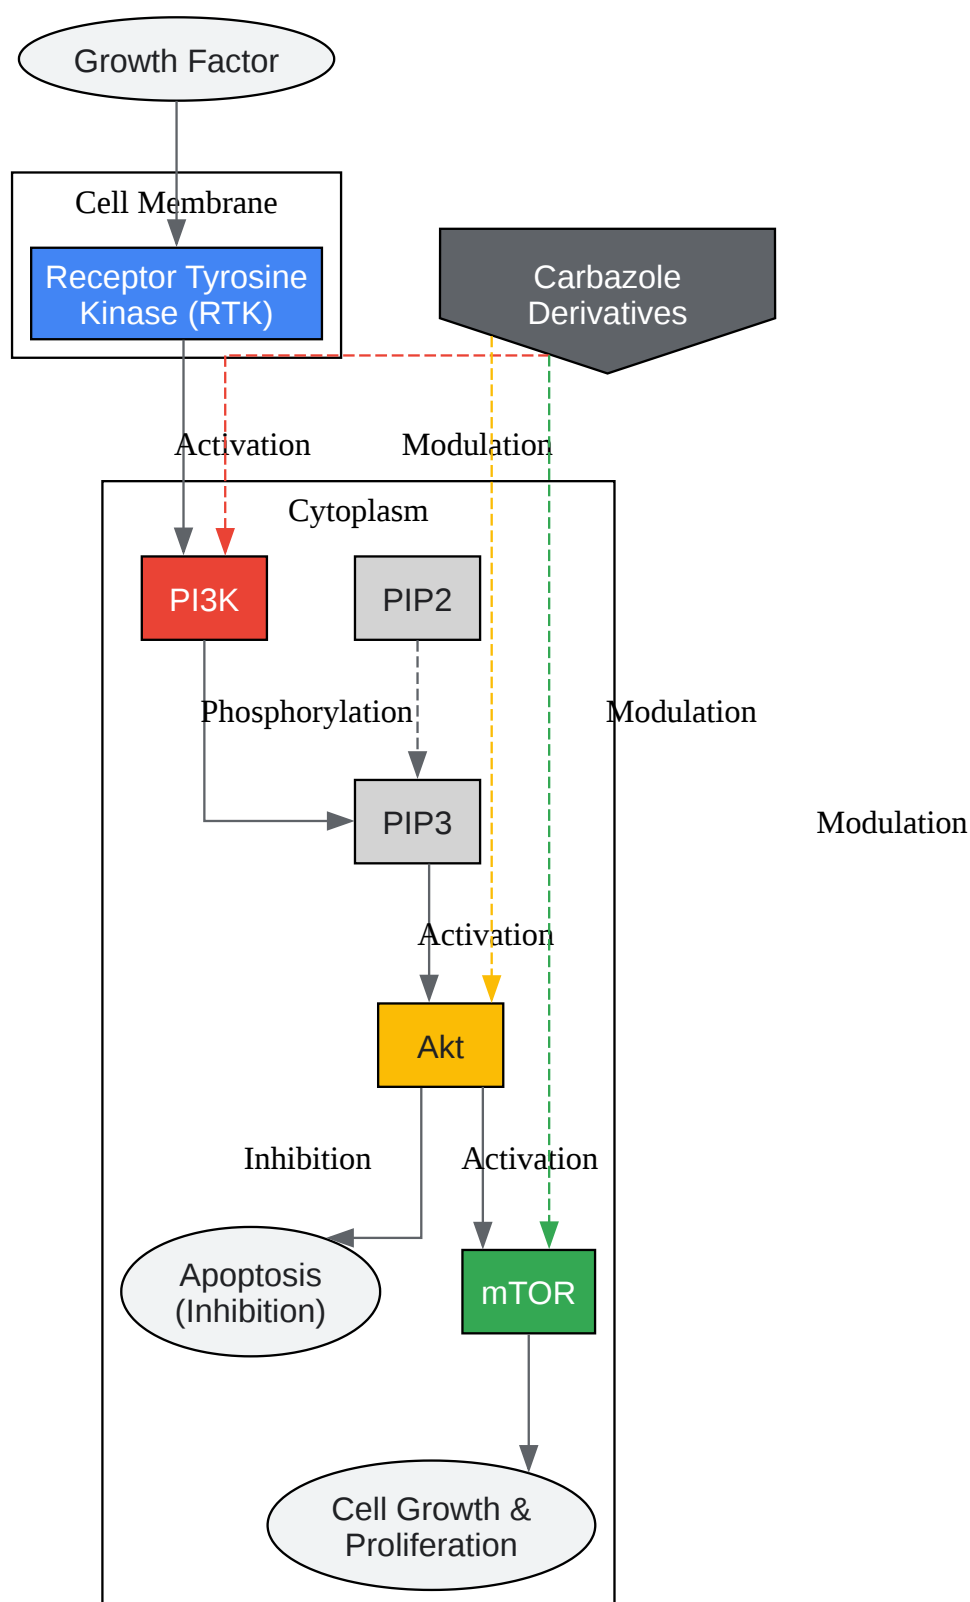 Growth Factor
Cell Membrane
Receptor Tyrosine
Kinase (RTK)
Carbazole
Derivatives
Activation
Modulation
Cytoplasm
PI3K
PIP2
Phosphorylation
Modulation
PIP3
Modulation
Activation
Akt
Inhibition
Activation
Apoptosis
(Inhibition)
mTOR
Cell Growth &
Proliferation